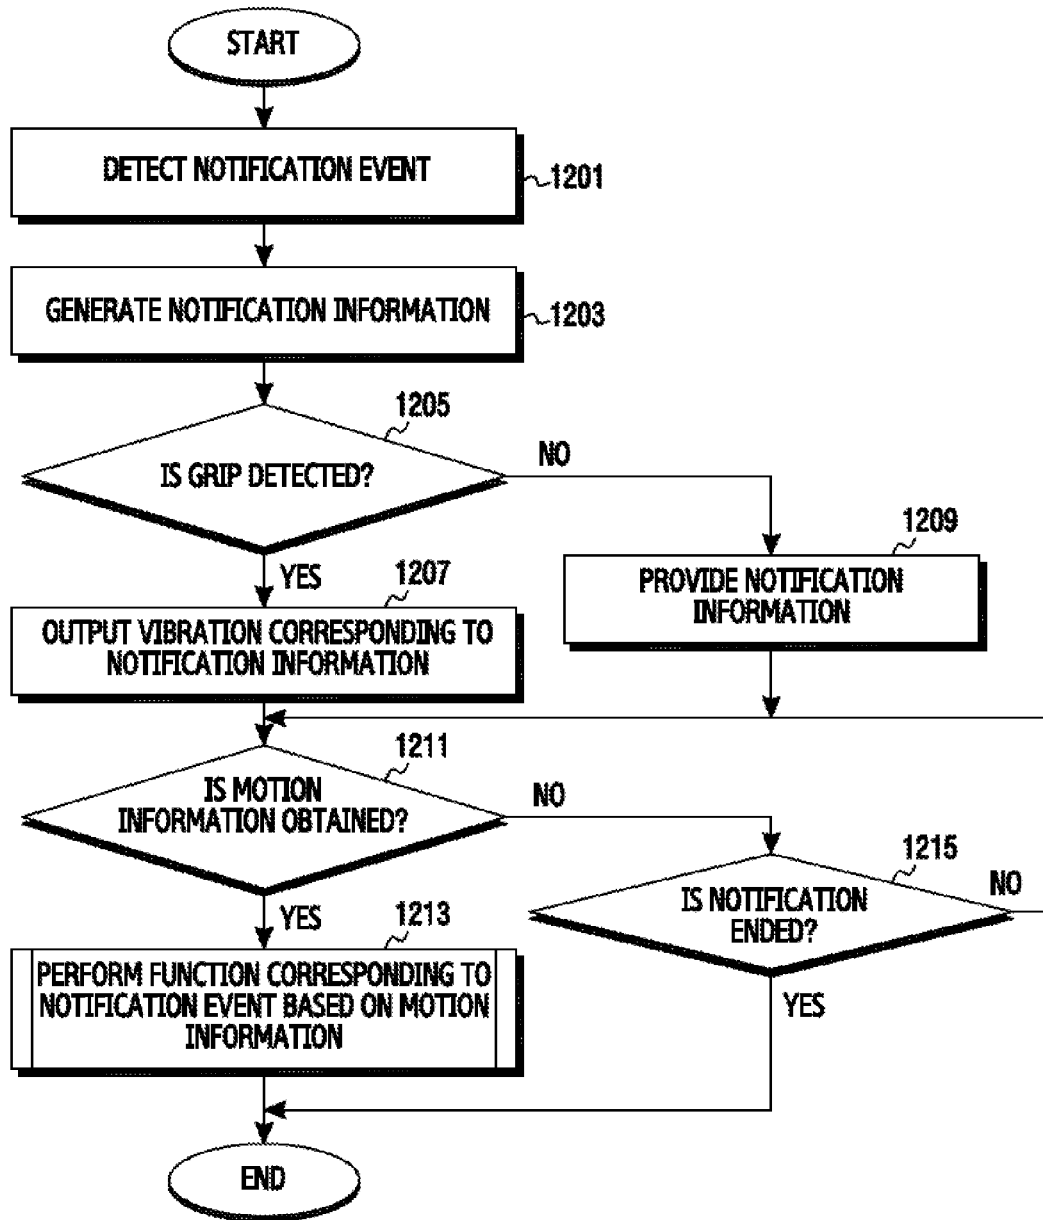 START
DETECT NOTIFICATION EVENT
1201
GENERATE NOTIFICATION INFORMATION
1203
1205
IS GRIP DETECTED?
NO
YES
1207
OUTPUT VIBRATION CORRESPONDING TO
NOTIFICATION INFORMATION
1209
PROVIDE NOTIFICATION
INFORMATION
1211
IS MOTION
INFORMATION OBTAINED?
NO
YES
1215
IS NOTIFICATION
ENDED?
NO
YES
1213
PERFORM FUNCTION CORRESPONDING TO
NOTIFICATION EVENT BASED ON MOTION
INFORMATION
END